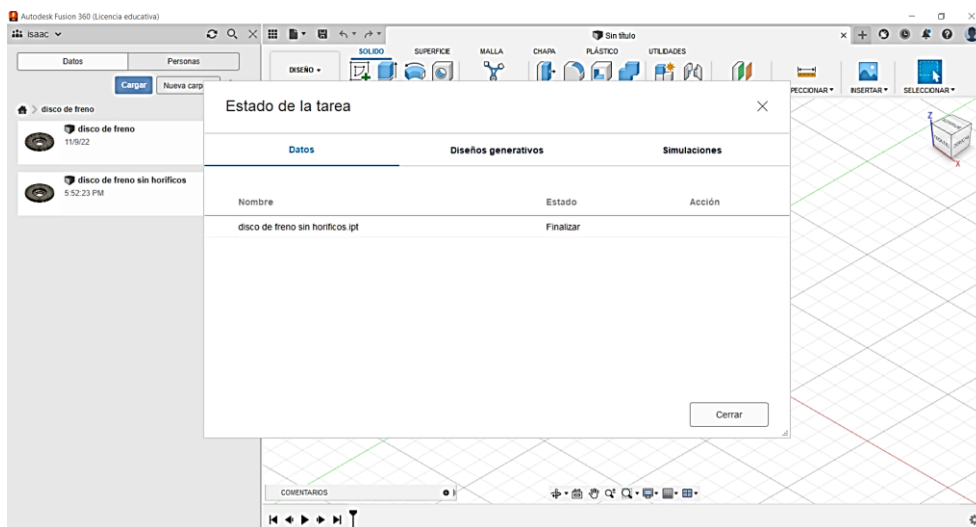 Autodesk Fusion 360 (Licencia educativa)
isaac
Sin título
Datos
Personas
Cargar
Nueva carp
disco de freno
disco de freno
11/9/22
disco de freno sin horificos
5:52:23 PM
DISEÑO
SOLIDO
SUPERFICIE
MALLA
CHAPA
PLÁSTICO
UTILIDADES
PECCIONAR
INSERTAR
SELECCIONAR
Z
X
Estado de la tarea
Datos
Diseños generativos
Simulaciones
Nombre
Estado
Acción
disco de freno sin horificos.ipt
Finalizar
Cerrar
COMENTARIOS